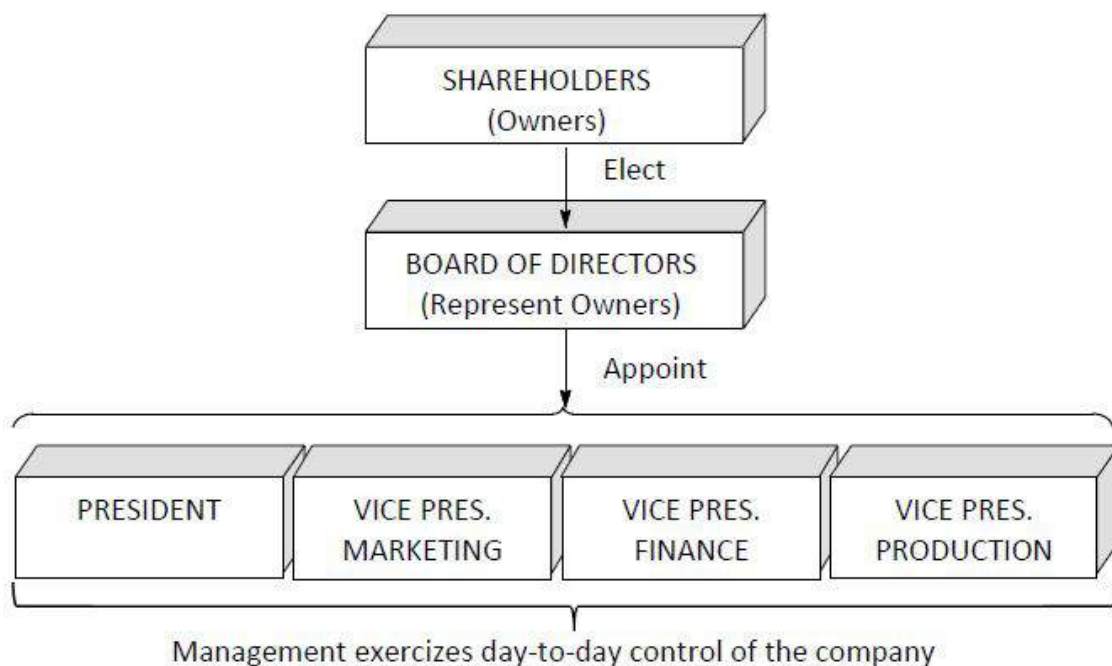 SHAREHOLDERS
(Owners)
Elect
BOARD OF DIRECTORS
(Represent Owners)
Appoint
PRESIDENT
VICE PRES.
MARKETING
VICE PRES.
FINANCE
VICE PRES.
PRODUCTION
Management exercizes day-to-day control of the company